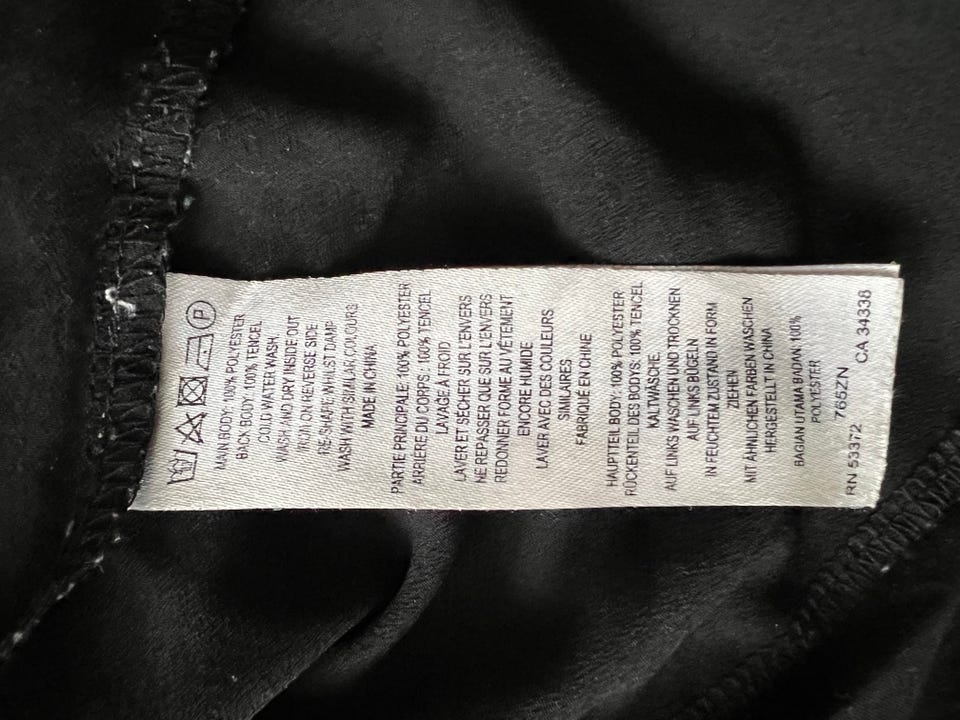 P
MAIN BODY: 100% POLYESTER
BACK BODY: 100% TENCEL
COLD WATER WASH.
WASH AND DRY INSIDE OUT
IRON ON REVERSE SIDE
RE-SHAPE WHILST DAMP
WASH WITH SIMILAR COLOURS
MADE IN CHINA
PARTIE PRINCIPALE: 100% POLYESTER
ARRIERE DU CORPS : 100% TENCEL
LAVAGE À FROID
LAVER ET SÉCHER SUR L'ENVERS
NE REPASSER QUE SUR L'ENVERS
REDONNER FORME AU VÊTEMENT
ENCORE HUMIDE
LAVER AVEC DES COULEURS
SIMILAIRES
FABRIQUÉ EN CHINE
HAUPTTEIL BODY: 100% POLYESTER
RÜCKENTEIL DES BODYS: 100% TENCEL
KALTWÄSCHE.
AUF LINKS WASCHEN UND TROCKNEN
AUF LINKS BÜGELN
IN FEUCHTEM ZUSTAND IN FORM
ZIEHEN
MIT ÄHNLICHEN FARBEN WASCHEN
HERGESTELLT IN CHINA
BAGIAN UTAMA BADAN: 100%
POLYESTER
765ZN
RN 53372 CA 34338